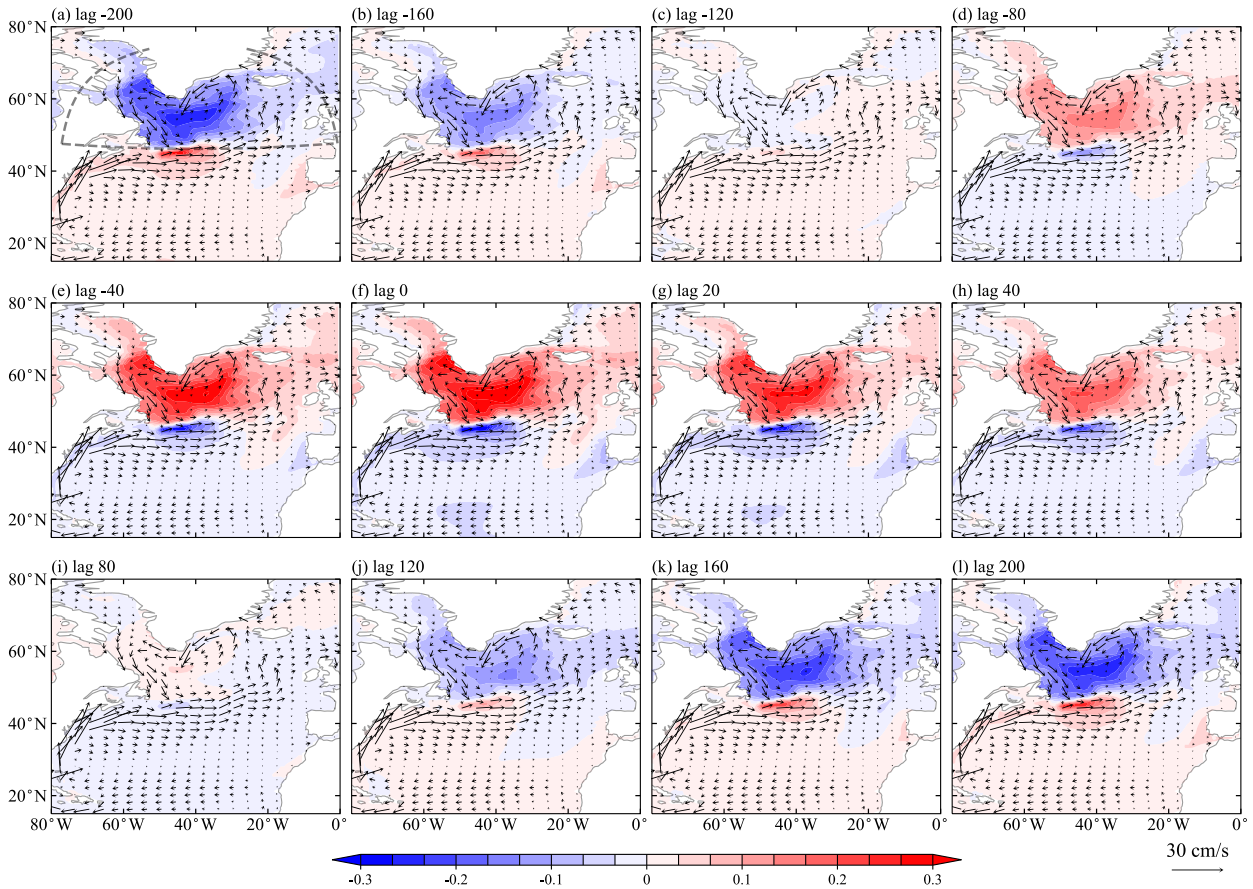 (a) lag -200 (b) lag -160 (c) lag -120 (d) lag -80
80°N
60°N
40°N
20°N
(e) lag -40 (f) lag 0 (g) lag 20 (h) lag 40
80°N
60°N
40°N
20°N
(i) lag 80 (j) lag 120 (k) lag 160 (l) lag 200
80°N
60°N
40°N
20°N
80°W 60°W 40°W 20°W 0° 60°W 40°W 20°W 0° 60°W 40°W 20°W 0° 60°W 40°W 20°W 0°
-0.3 -0.2 -0.1 0 0.1 0.2 0.3
30 cm/s